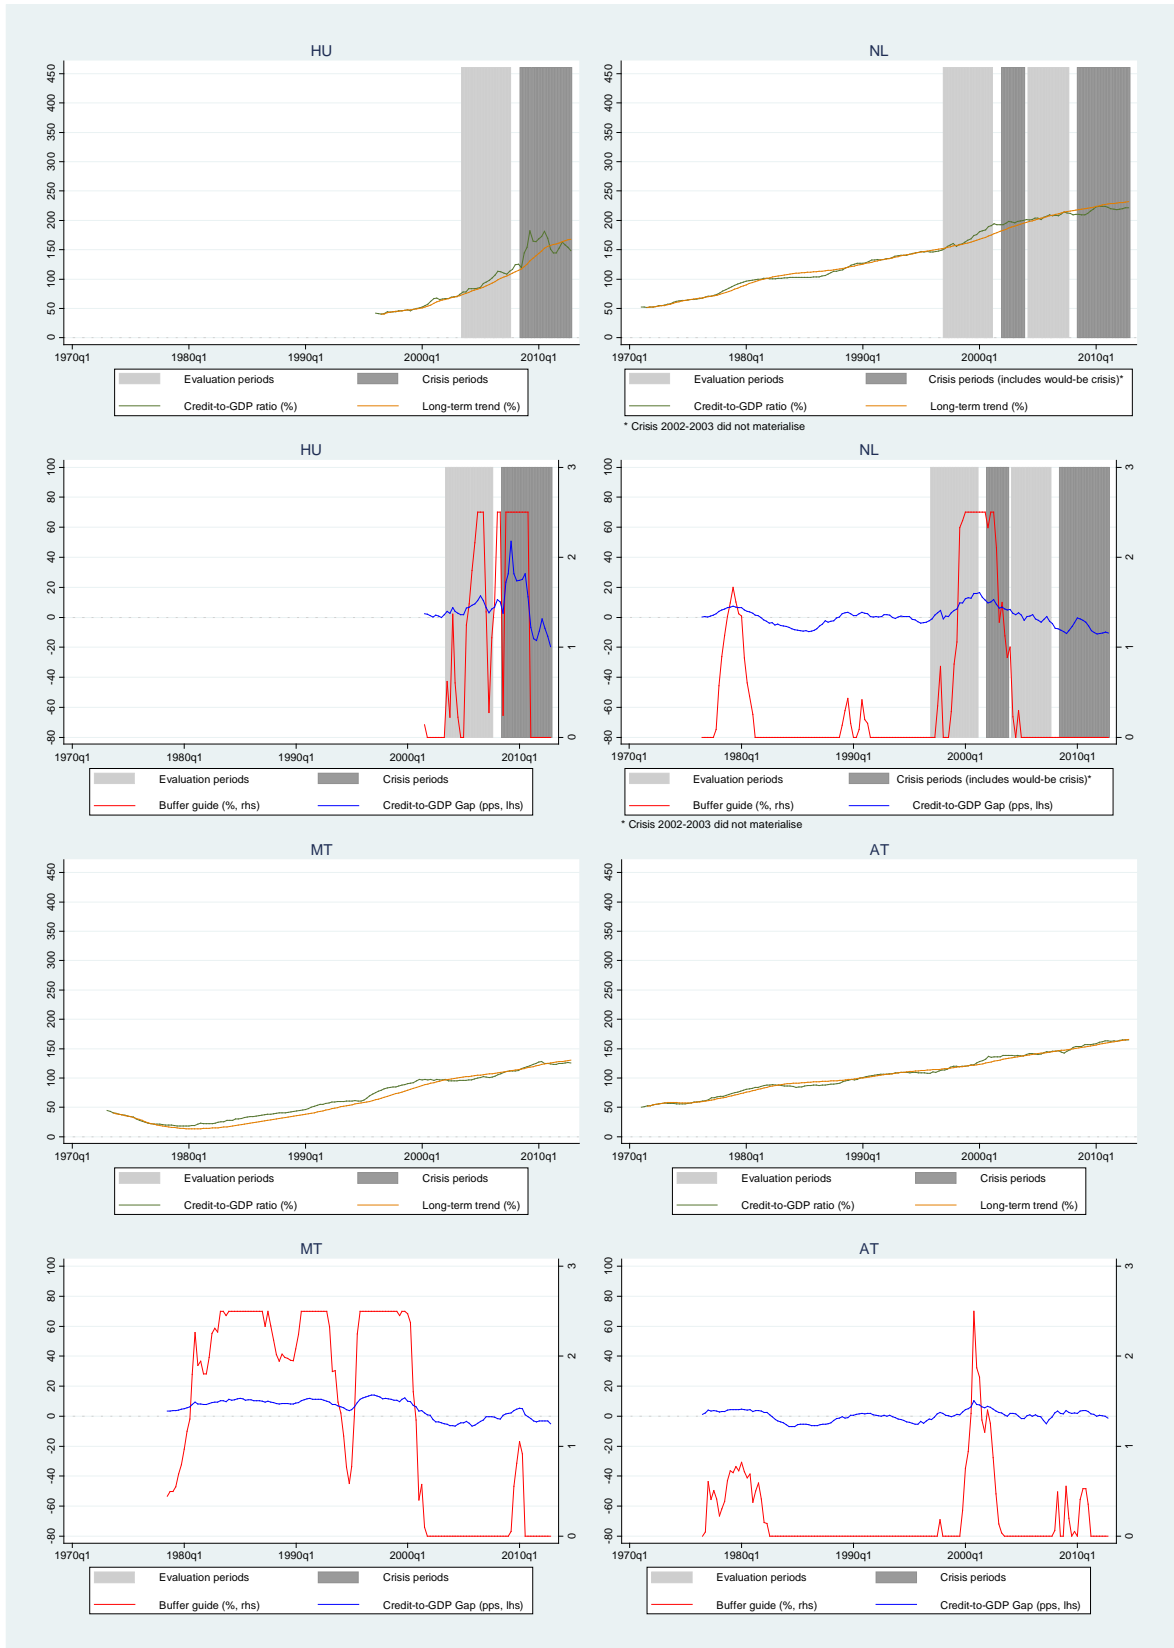 HU
450
400
350
300
250
200
150
100
50
0
1970q1 1980q1 1990q1 2000q1 2010q1
Evaluation periods Crisis periods
Credit-to-GDP ratio (%) Long-term trend (%)
NL
450
400
350
300
250
200
150
100
50
0
1970q1 1980q1 1990q1 2000q1 2010q1
Evaluation periods Crisis periods (includes would-be crisis)*
Credit-to-GDP ratio (%) Long-term trend (%)
* Crisis 2002-2003 did not materialise
HU
100
80
60
40
20
0
-20
-40
-60
-80
3
2
1
0
1970q1 1980q1 1990q1 2000q1 2010q1
Evaluation periods Crisis periods
Buffer guide (%, rhs) Credit-to-GDP Gap (pps, lhs)
NL
100
80
60
40
20
0
-20
-40
-60
-80
3
2
1
0
1970q1 1980q1 1990q1 2000q1 2010q1
Evaluation periods Crisis periods (includes would-be crisis)*
Buffer guide (%, rhs) Credit-to-GDP Gap (pps, lhs)
* Crisis 2002-2003 did not materialise
MT
450
400
350
300
250
200
150
100
50
0
1970q1 1980q1 1990q1 2000q1 2010q1
Evaluation periods Crisis periods
Credit-to-GDP ratio (%) Long-term trend (%)
AT
450
400
350
300
250
200
150
100
50
0
1970q1 1980q1 1990q1 2000q1 2010q1
Evaluation periods Crisis periods
Credit-to-GDP ratio (%) Long-term trend (%)
MT
100
80
60
40
20
0
-20
-40
-60
-80
3
2
1
0
1970q1 1980q1 1990q1 2000q1 2010q1
Evaluation periods Crisis periods
Buffer guide (%, rhs) Credit-to-GDP Gap (pps, lhs)
AT
100
80
60
40
20
0
-20
-40
-60
-80
3
2
1
0
1970q1 1980q1 1990q1 2000q1 2010q1
Evaluation periods Crisis periods
Buffer guide (%, rhs) Credit-to-GDP Gap (pps, lhs)